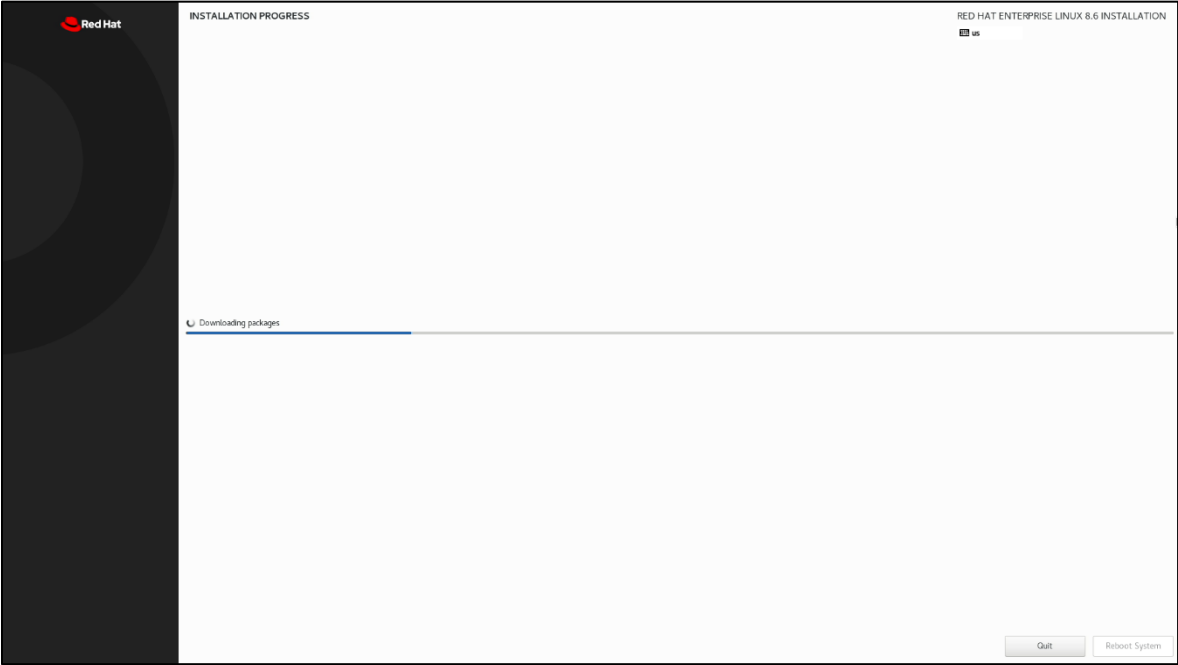 Red Hat
INSTALLATION PROGRESS
RED HAT ENTERPRISE LINUX 8.6 INSTALLATION
us
Downloading packages
Quit
Reboot System